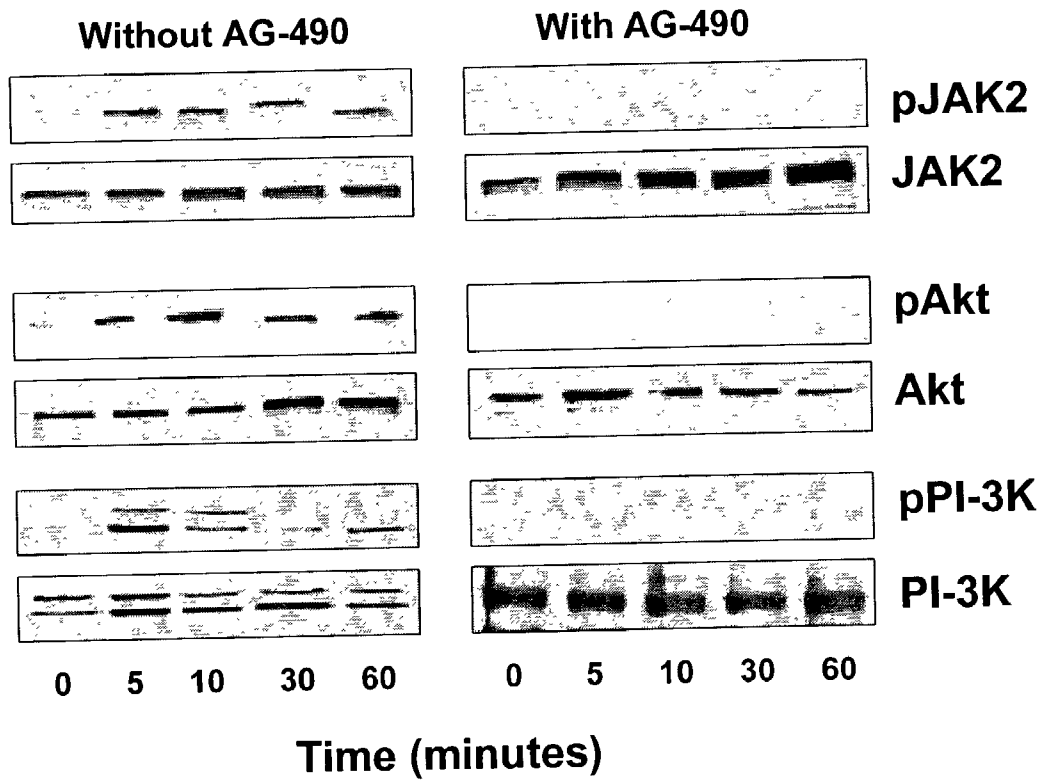 Without AG-490
With AG-490
pJAK2
JAK2
pAkt
Akt
pPI-3K
PI-3K
0 5 10 30 60
0 5 10 30 60
Time (minutes)